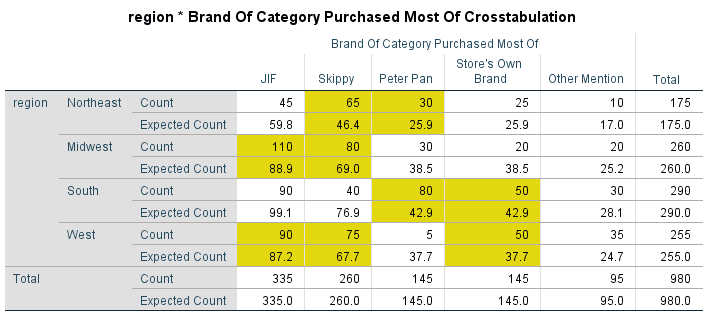 region * Brand Of Category Purchased Most Of Crosstabulation
Brand Of Category Purchased Most Of
JIF Skippy Peter Pan Store's Own Brand Other Mention Total
region Northeast Count 45 65 30 25 10 175
Expected Count 59.8 46.4 25.9 25.9 17.0 175.0
Midwest Count 110 80 30 20 20 260
Expected Count 88.9 69.0 38.5 38.5 25.2 260.0
South Count 90 40 80 50 30 290
Expected Count 99.1 76.9 42.9 42.9 28.1 290.0
West Count 90 75 5 50 35 255
Expected Count 87.2 67.7 37.7 37.7 24.7 255.0
Total Count 335 260 145 145 95 980
Expected Count 335.0 260.0 145.0 145.0 95.0 980.0